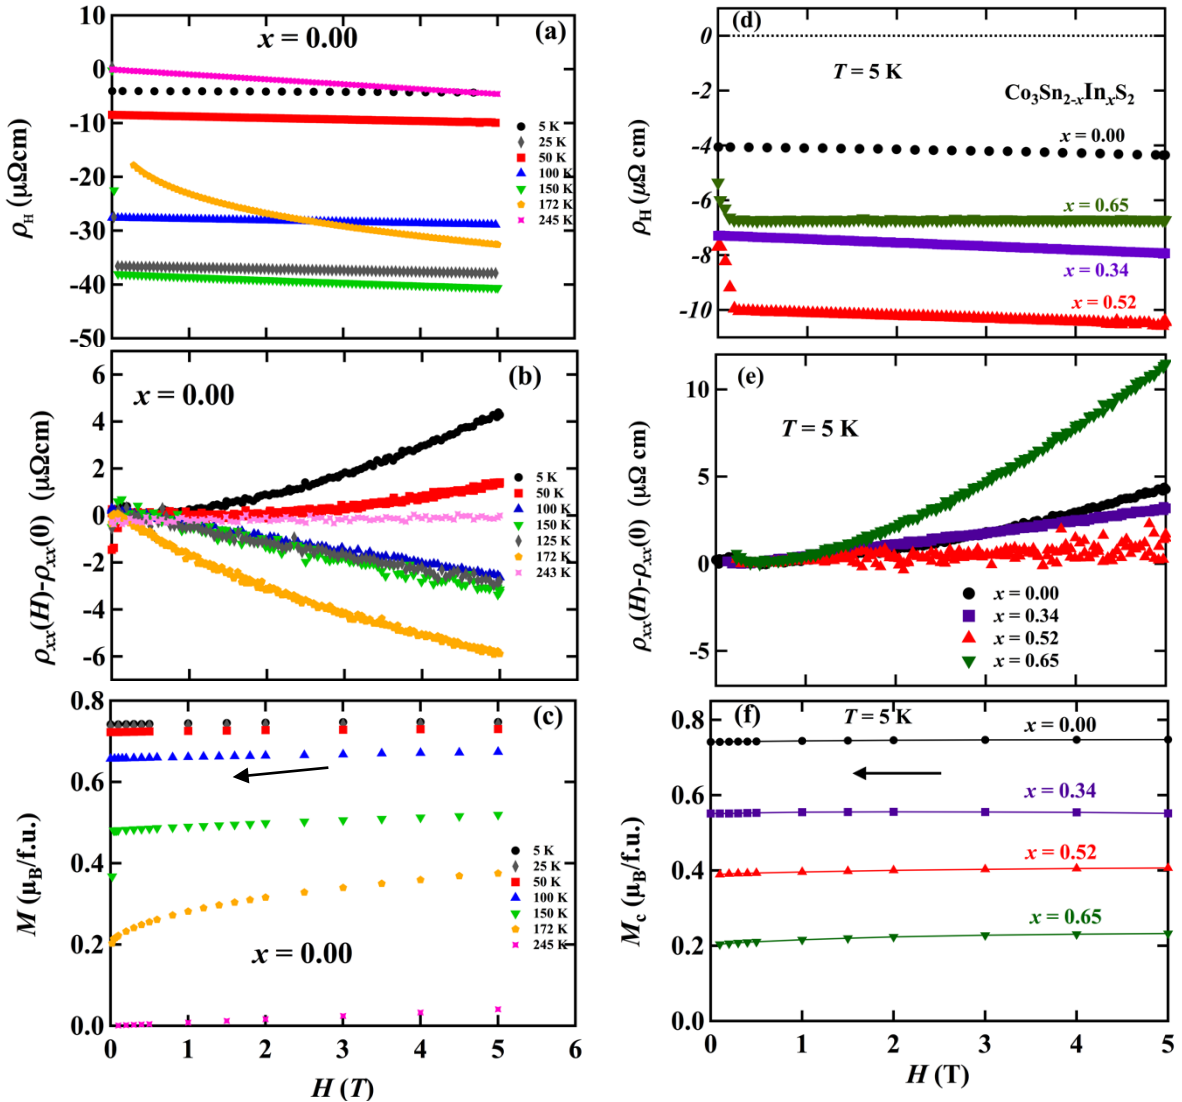 10
0
-10
-20
-30
-40
-50
ρH (μΩcm)
x = 0.00
(a)
5 K
25 K
50 K
100 K
150 K
172 K
245 K
6
4
2
0
-2
-4
-6
ρxx(H)-ρxx(0) (μΩcm)
x = 0.00
(b)
5 K
50 K
100 K
150 K
125 K
172 K
243 K
0.8
0.6
0.4
0.2
0.0
M (μB/f.u.)
(c)
5 K
25 K
50 K
100 K
150 K
172 K
245 K
x = 0.00
0 1 2 3 4 5 6
H (T)
0
-2
-4
-6
-8
-10
ρH (μΩ cm)
(d)
T = 5 K
Co3Sn2-xInxS2
x = 0.00
x = 0.65
x = 0.34
x = 0.52
10
5
0
-5
ρxx(H)-ρxx(0) (μΩ cm)
(e)
T = 5 K
x = 0.00
x = 0.34
x = 0.52
x = 0.65
0.8
0.6
0.4
0.2
0.0
Mc (μB/f.u.)
(f)
T = 5 K
x = 0.00
x = 0.34
x = 0.52
x = 0.65
0 1 2 3 4 5
H (T)